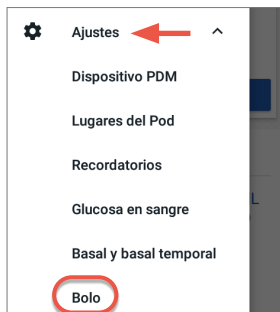 Ajustes
Dispositivo PDM
Lugares del Pod
Recordatorios
Glucosa en sangre
Basal y basal temporal
Bolo
L